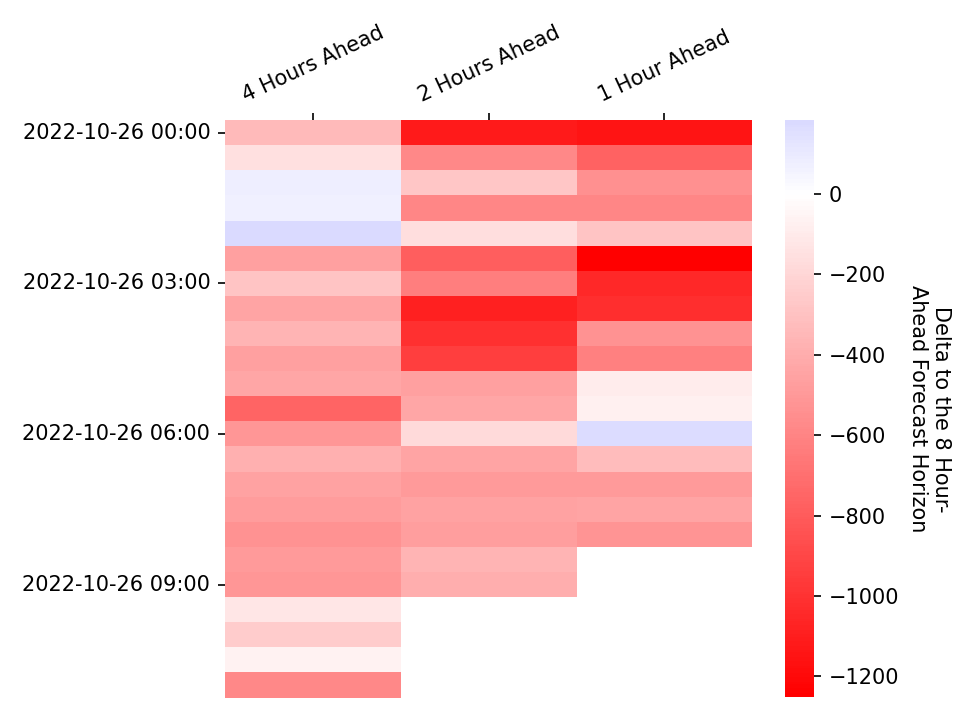 4 Hours Ahead
2 Hours Ahead
1 Hour Ahead
2022-10-26 00:00
2022-10-26 03:00
2022-10-26 06:00
2022-10-26 09:00
0
−200
−400
−600
−800
−1000
−1200
Delta to the 8 Hour-
Ahead Forecast Horizon